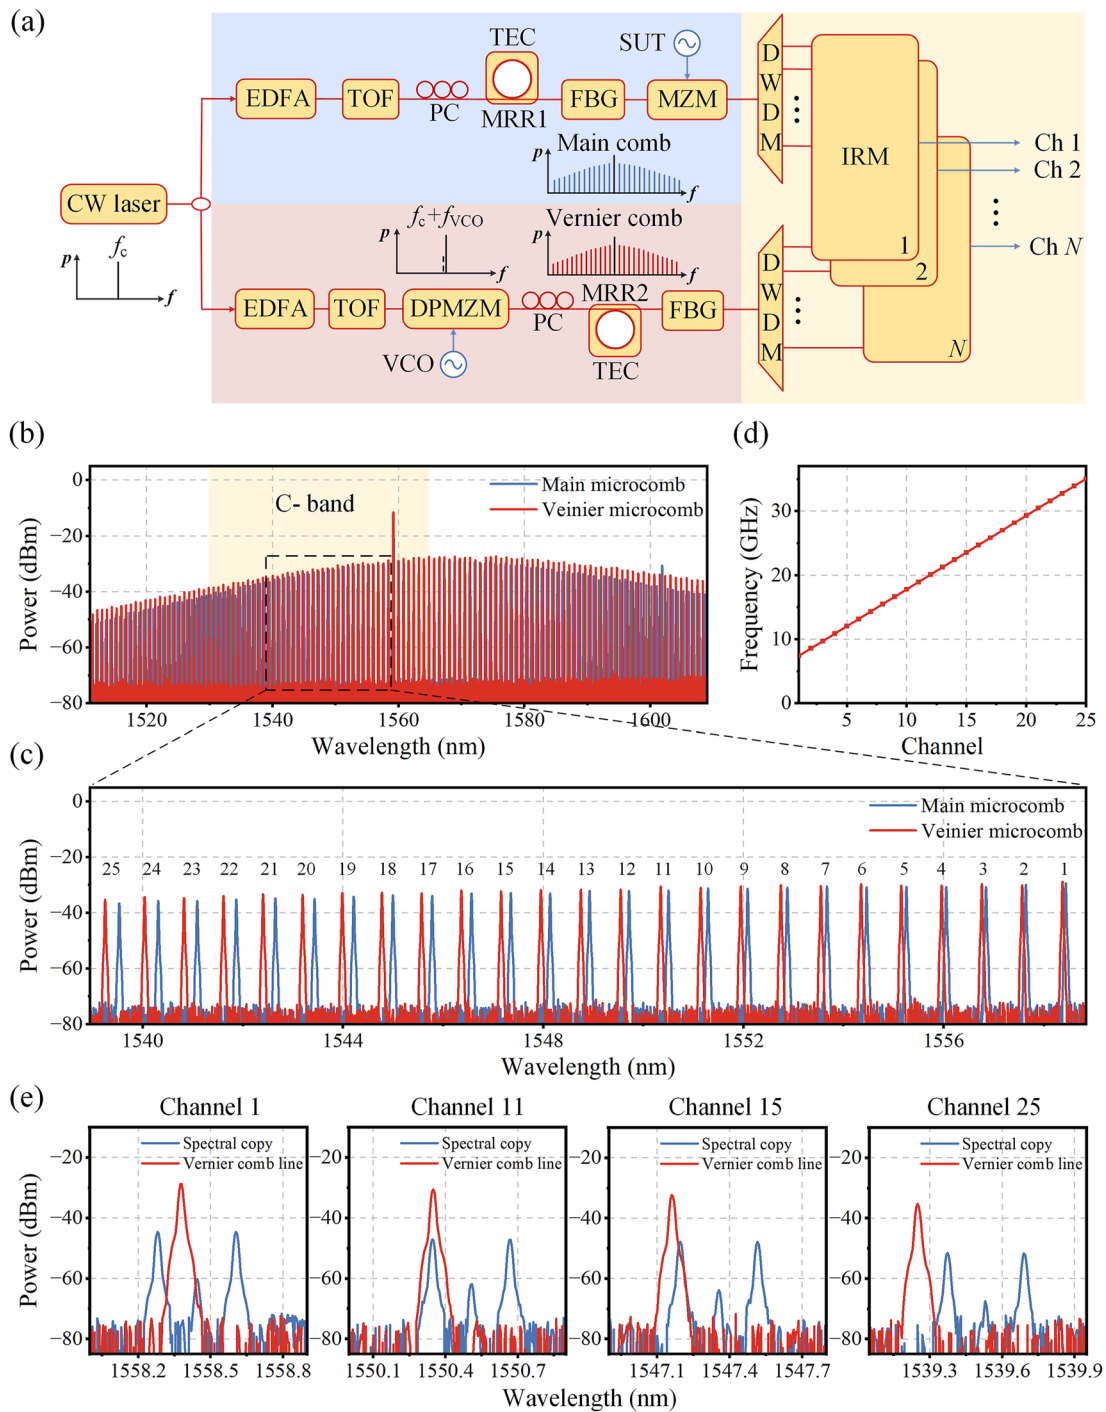 (a)
TEC
SUT
EDFA
TOF
PC
MRR1
FBG
MZM
D
W
D
M
IRM
1
2
N
Ch 1
Ch 2
Ch N
Main comb
p
f
CW laser
p
fc
f
fc+fVCO
p
f
Vernier comb
p
f
MRR2
EDFA
TOF
DPMZM
PC
TEC
FBG
VCO
D
W
D
M
(b)
C- band
Main microcomb
Veinier microcomb
0
−20
−40
−60
−80
Power (dBm)
1520
1540
1560
1580
1600
Wavelength (nm)
(d)
30
20
10
0
Frequency (GHz)
5
10
15
20
25
Channel
(c)
Main microcomb
Veinier microcomb
25 24 23 22 21 20 19 18 17 16 15 14 13 12 11 10 9 8 7 6 5 4 3 2 1
0
−20
−40
−60
−80
Power (dBm)
1540
1544
1548
1552
1556
Wavelength (nm)
(e)
Channel 1
Spectral copy
Vernier comb line
−20
−40
−60
−80
Power (dBm)
1558.2
1558.5
1558.8
Channel 11
Spectral copy
Vernier comb line
−20
−40
−60
−80
1550.1
1550.4
1550.7
Channel 15
Spectral copy
Vernier comb line
−20
−40
−60
−80
1547.1
1547.4
1547.7
Channel 25
Spectral copy
Vernier comb line
−20
−40
−60
−80
1539.3
1539.6
1539.9
Wavelength (nm)